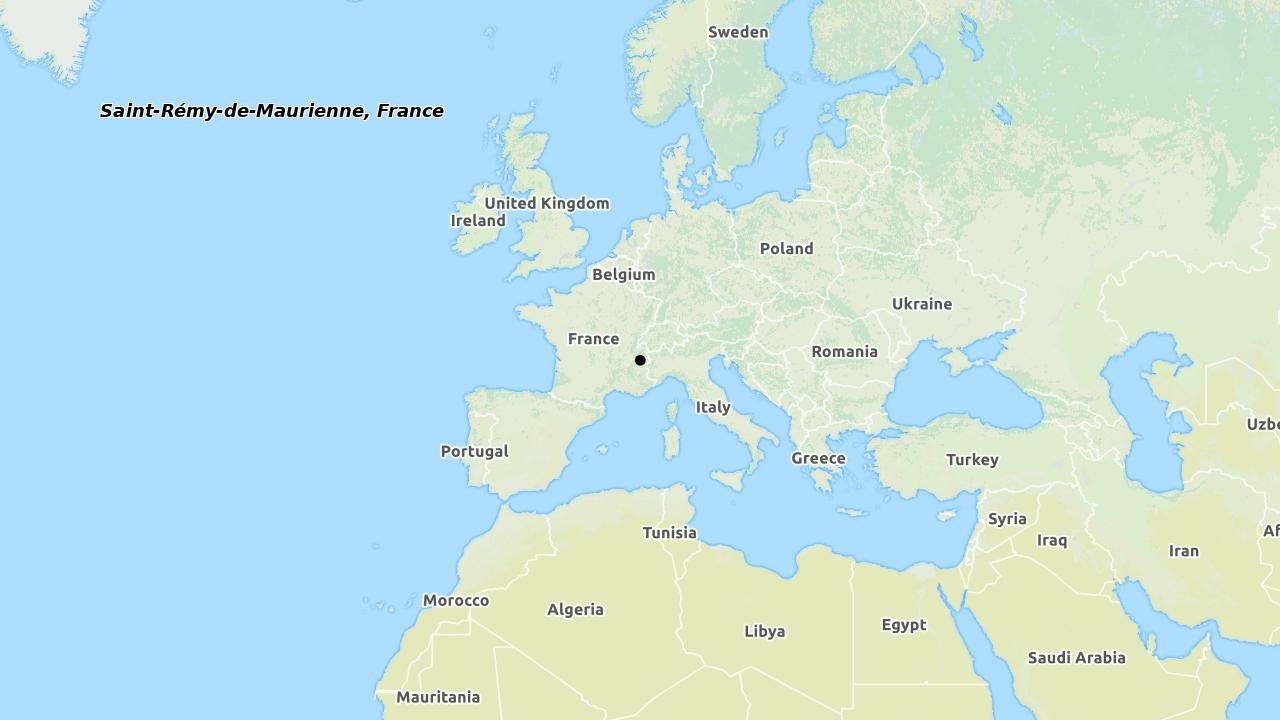 Sweden
Saint-Rémy-de-Maurienne, France
United Kingdom
Ireland
Poland
Belgium
Ukraine
France
Romania
Italy
Uzbe
Portugal
Greece
Turkey
Syria
Tunisia
Iraq
Af
Iran
Morocco
Algeria
Egypt
Libya
Saudi Arabia
Mauritania